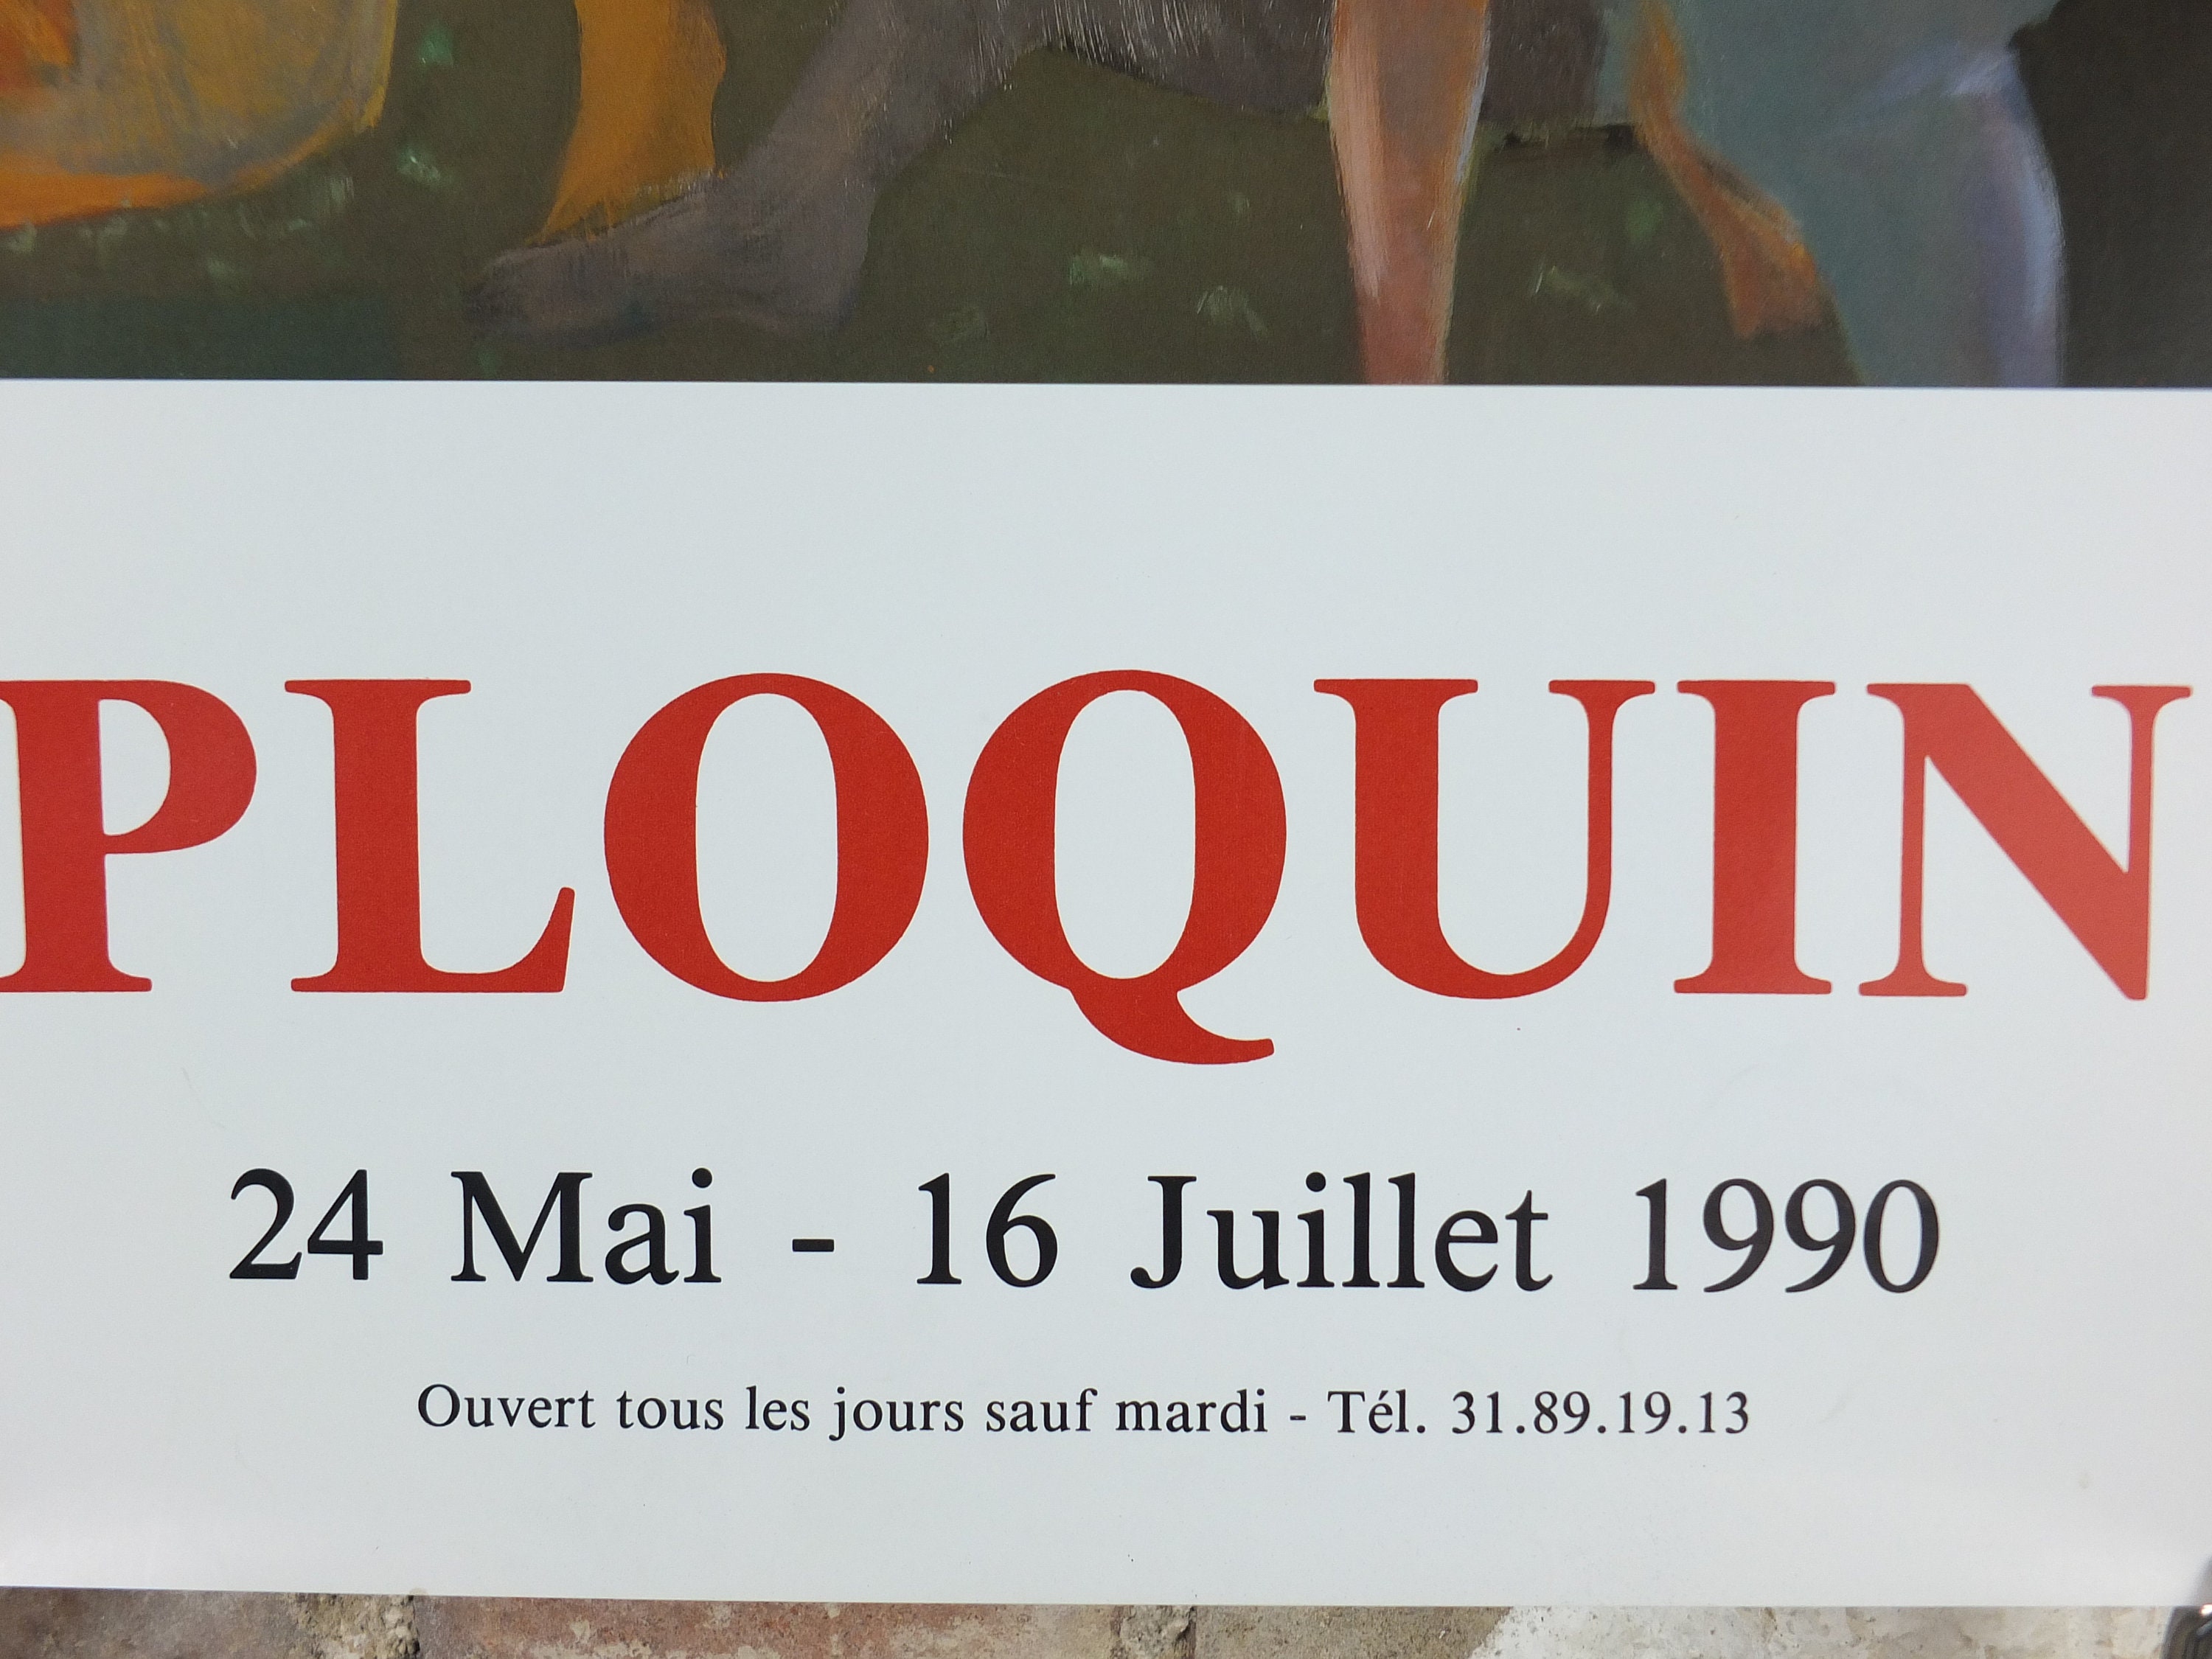 PLOQUIN
24 Mai - 16 Juillet 1990
Ouvert tous les jours sauf mardi - Tél. 31.89.19.13